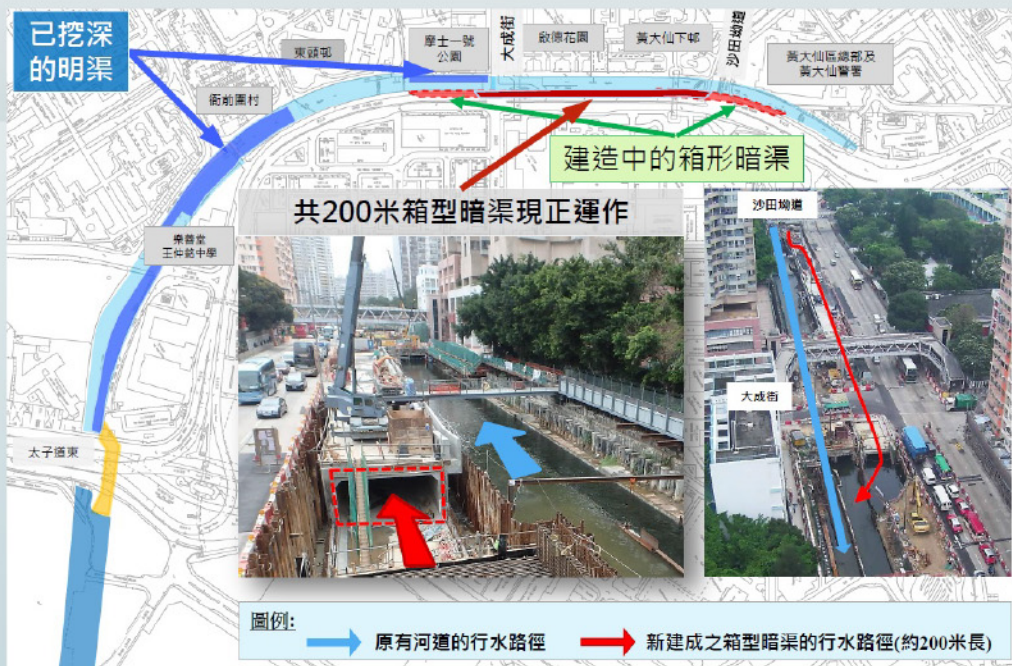 已挖深
的明渠
東頭邨
摩士一號
公園
大成街
啟德花園
黃大仙下邨
沙田坳道
黃大仙區總部及
黃大仙警署
衙前圍村
建造中的箱形暗渠
共200米箱型暗渠現正運作
沙田坳道
樂善堂
王仲銘中學
大成街
太子道東
圖例:
原有河道的行水路徑
新建成之箱型暗渠的行水路徑(約200米長)